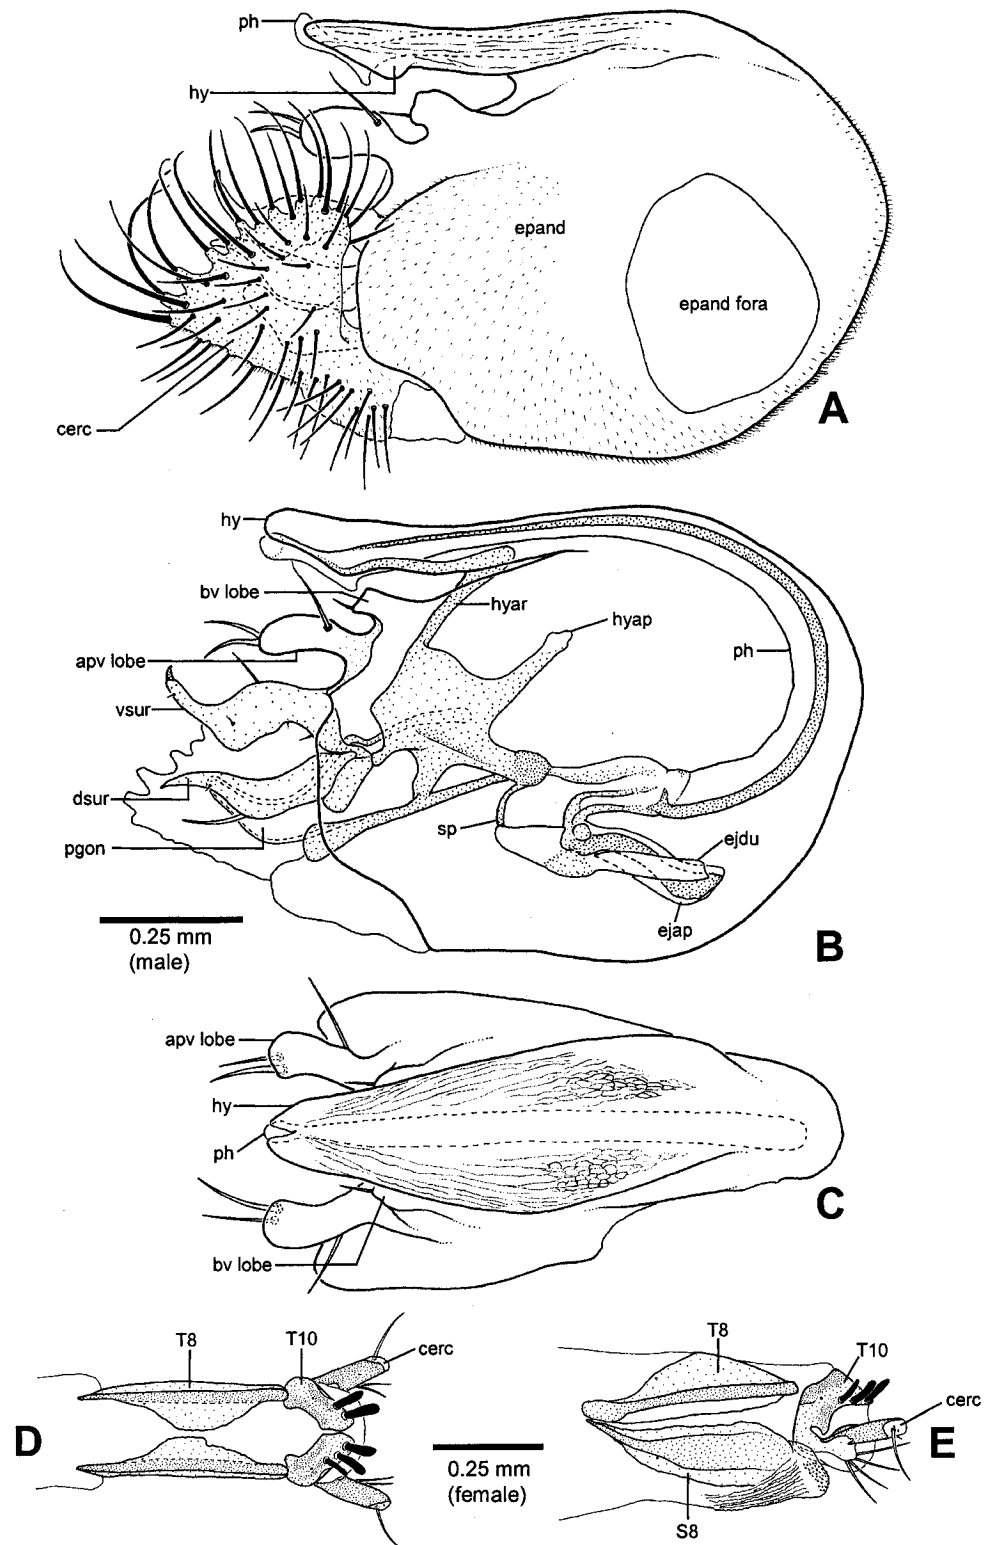 ph
hy
epand
epand fora
cerc
A
hy
bv lobe
hyar
hyap
apv lobe
ph
vsur
dsur
sp
pgon
ejdu
ejap
0.25 mm
(male)
B
apv lobe
hy
ph
bv lobe
C
T8
T10
cerc
D
0.25 mm
(female)
T8
T10
cerc
E
S8